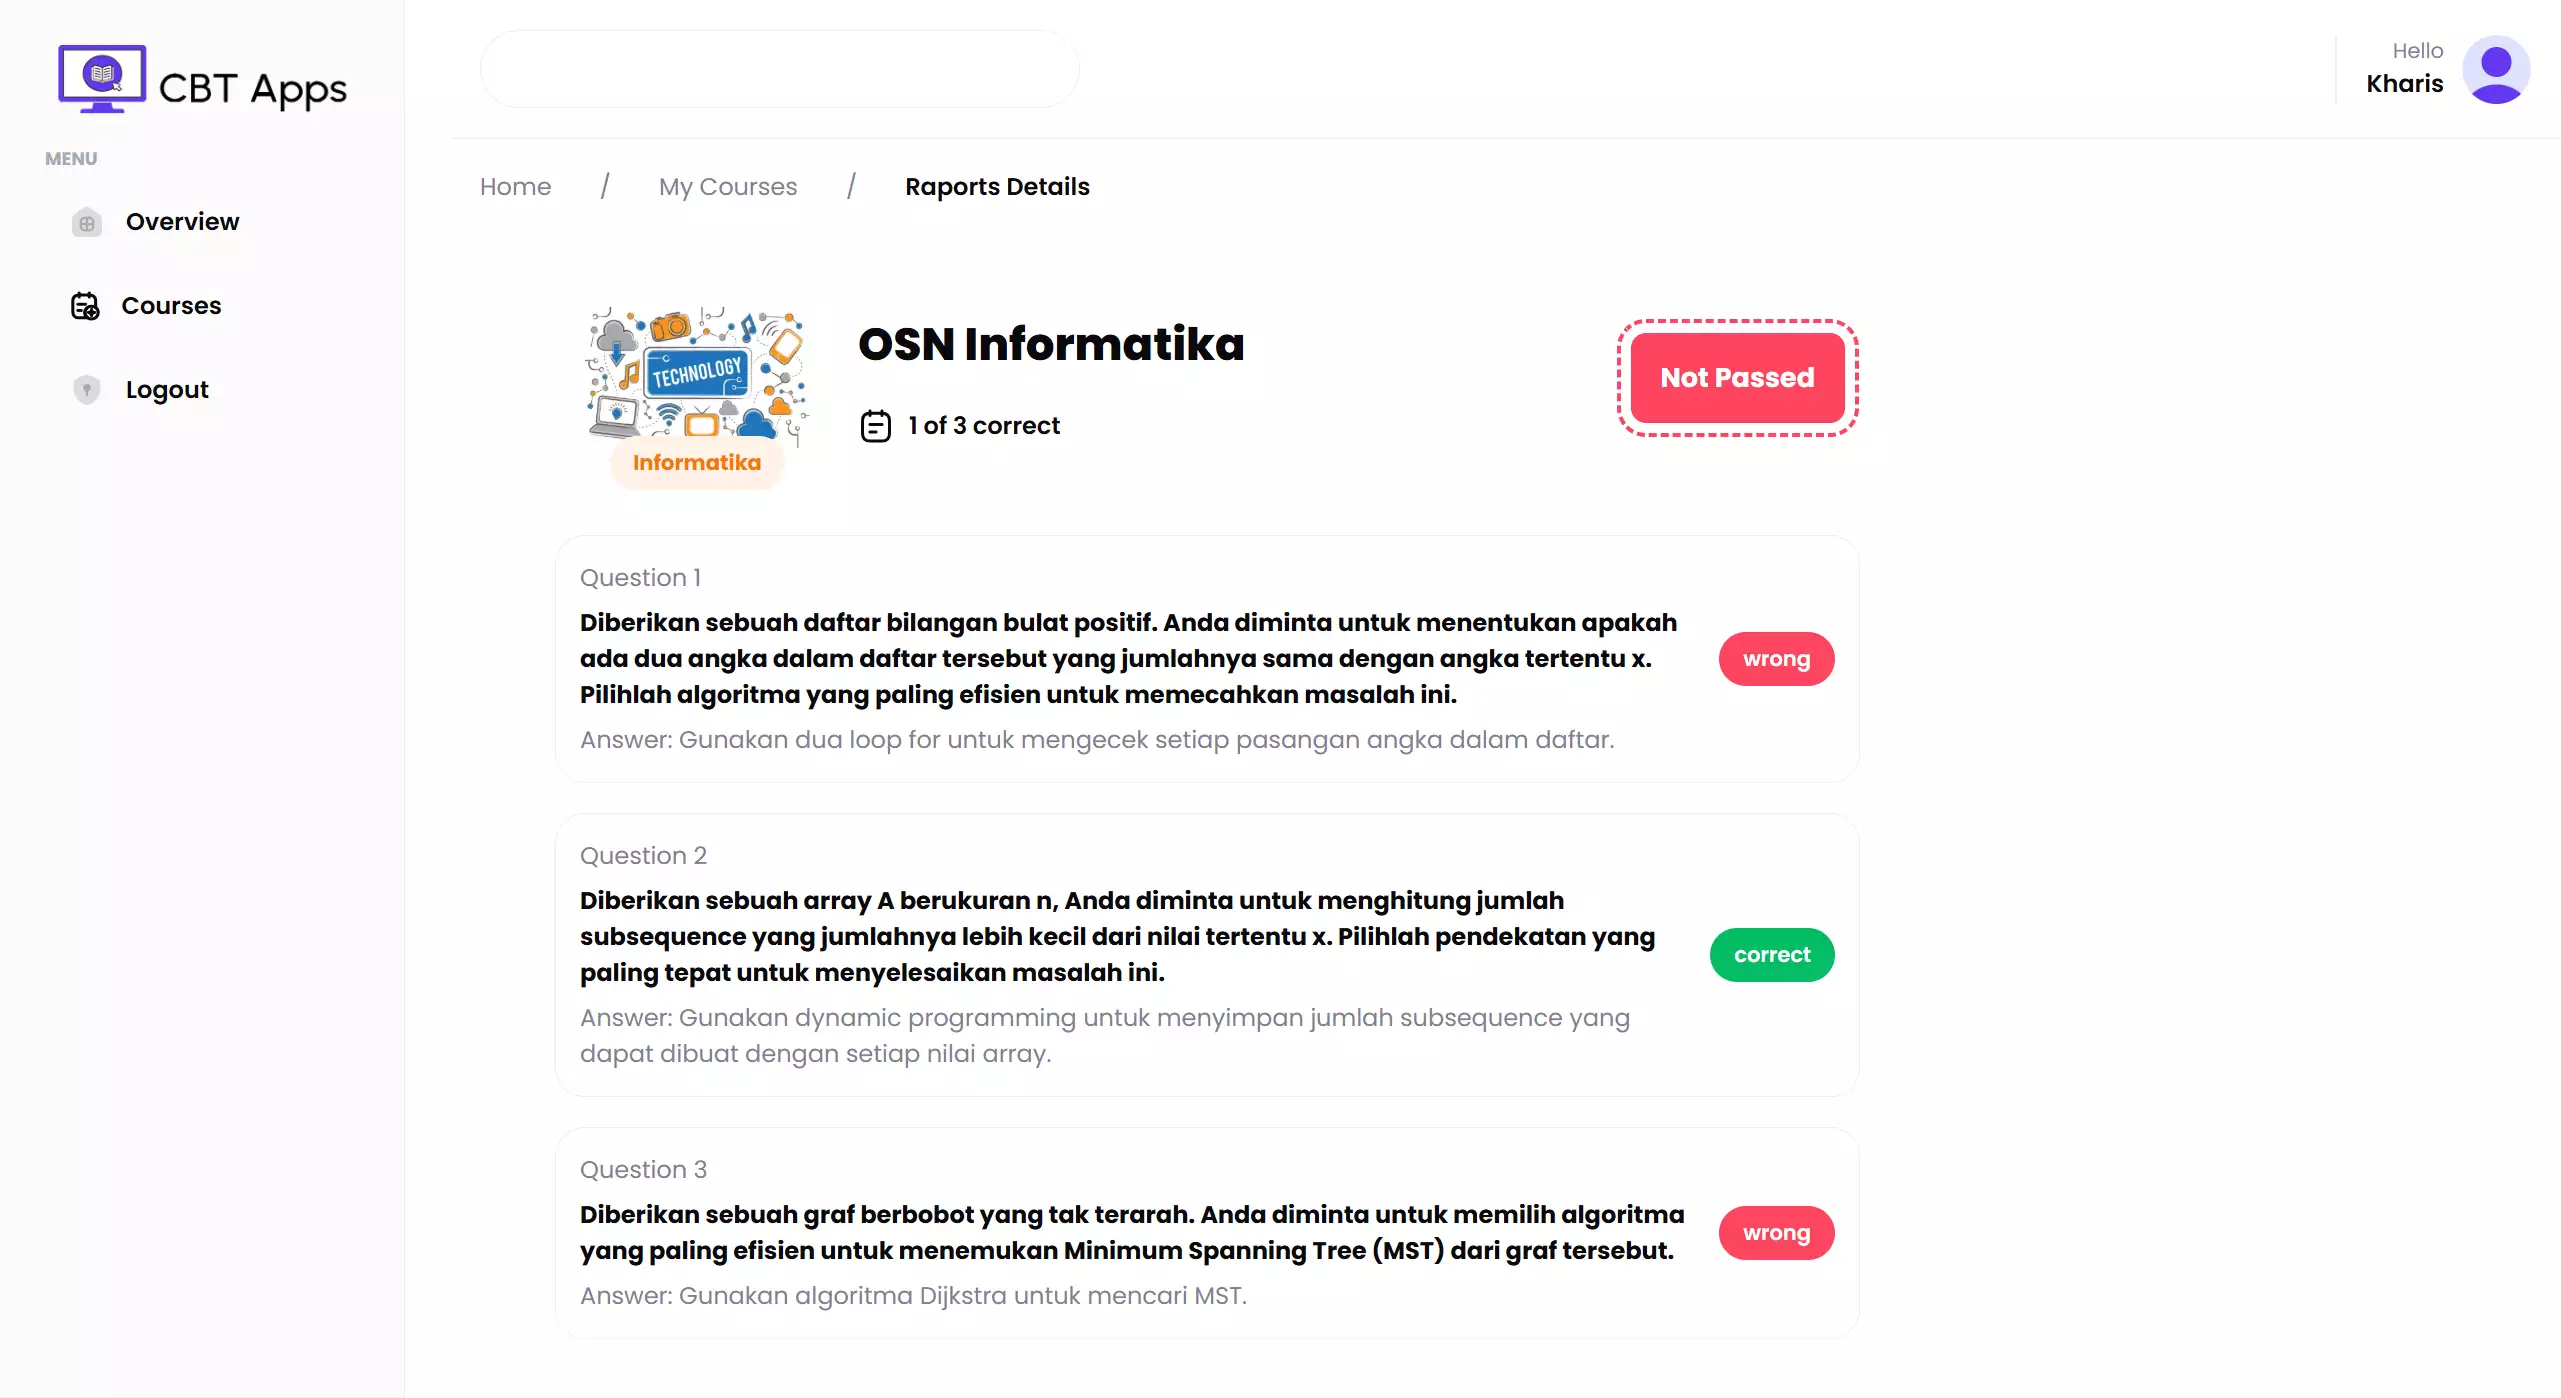 CBT Apps
MENU
Overview
Courses
Logout
Hello
Kharis
Home / My Courses / Raports Details
TECHNOLOGY
Informatika
OSN Informatika
1 of 3 correct
Not Passed
Question 1
Diberikan sebuah daftar bilangan bulat positif. Anda diminta untuk menentukan apakah
ada dua angka dalam daftar tersebut yang jumlahnya sama dengan angka tertentu x.
Pilihlah algoritma yang paling efisien untuk memecahkan masalah ini.
Answer: Gunakan dua loop for untuk mengecek setiap pasangan angka dalam daftar.
wrong
Question 2
Diberikan sebuah array A berukuran n, Anda diminta untuk menghitung jumlah
subsequence yang jumlahnya lebih kecil dari nilai tertentu x. Pilihlah pendekatan yang
paling tepat untuk menyelesaikan masalah ini.
Answer: Gunakan dynamic programming untuk menyimpan jumlah subsequence yang
dapat dibuat dengan setiap nilai array.
correct
Question 3
Diberikan sebuah graf berbobot yang tak terarah. Anda diminta untuk memilih algoritma
yang paling efisien untuk menemukan Minimum Spanning Tree (MST) dari graf tersebut.
Answer: Gunakan algoritma Dijkstra untuk mencari MST.
wrong